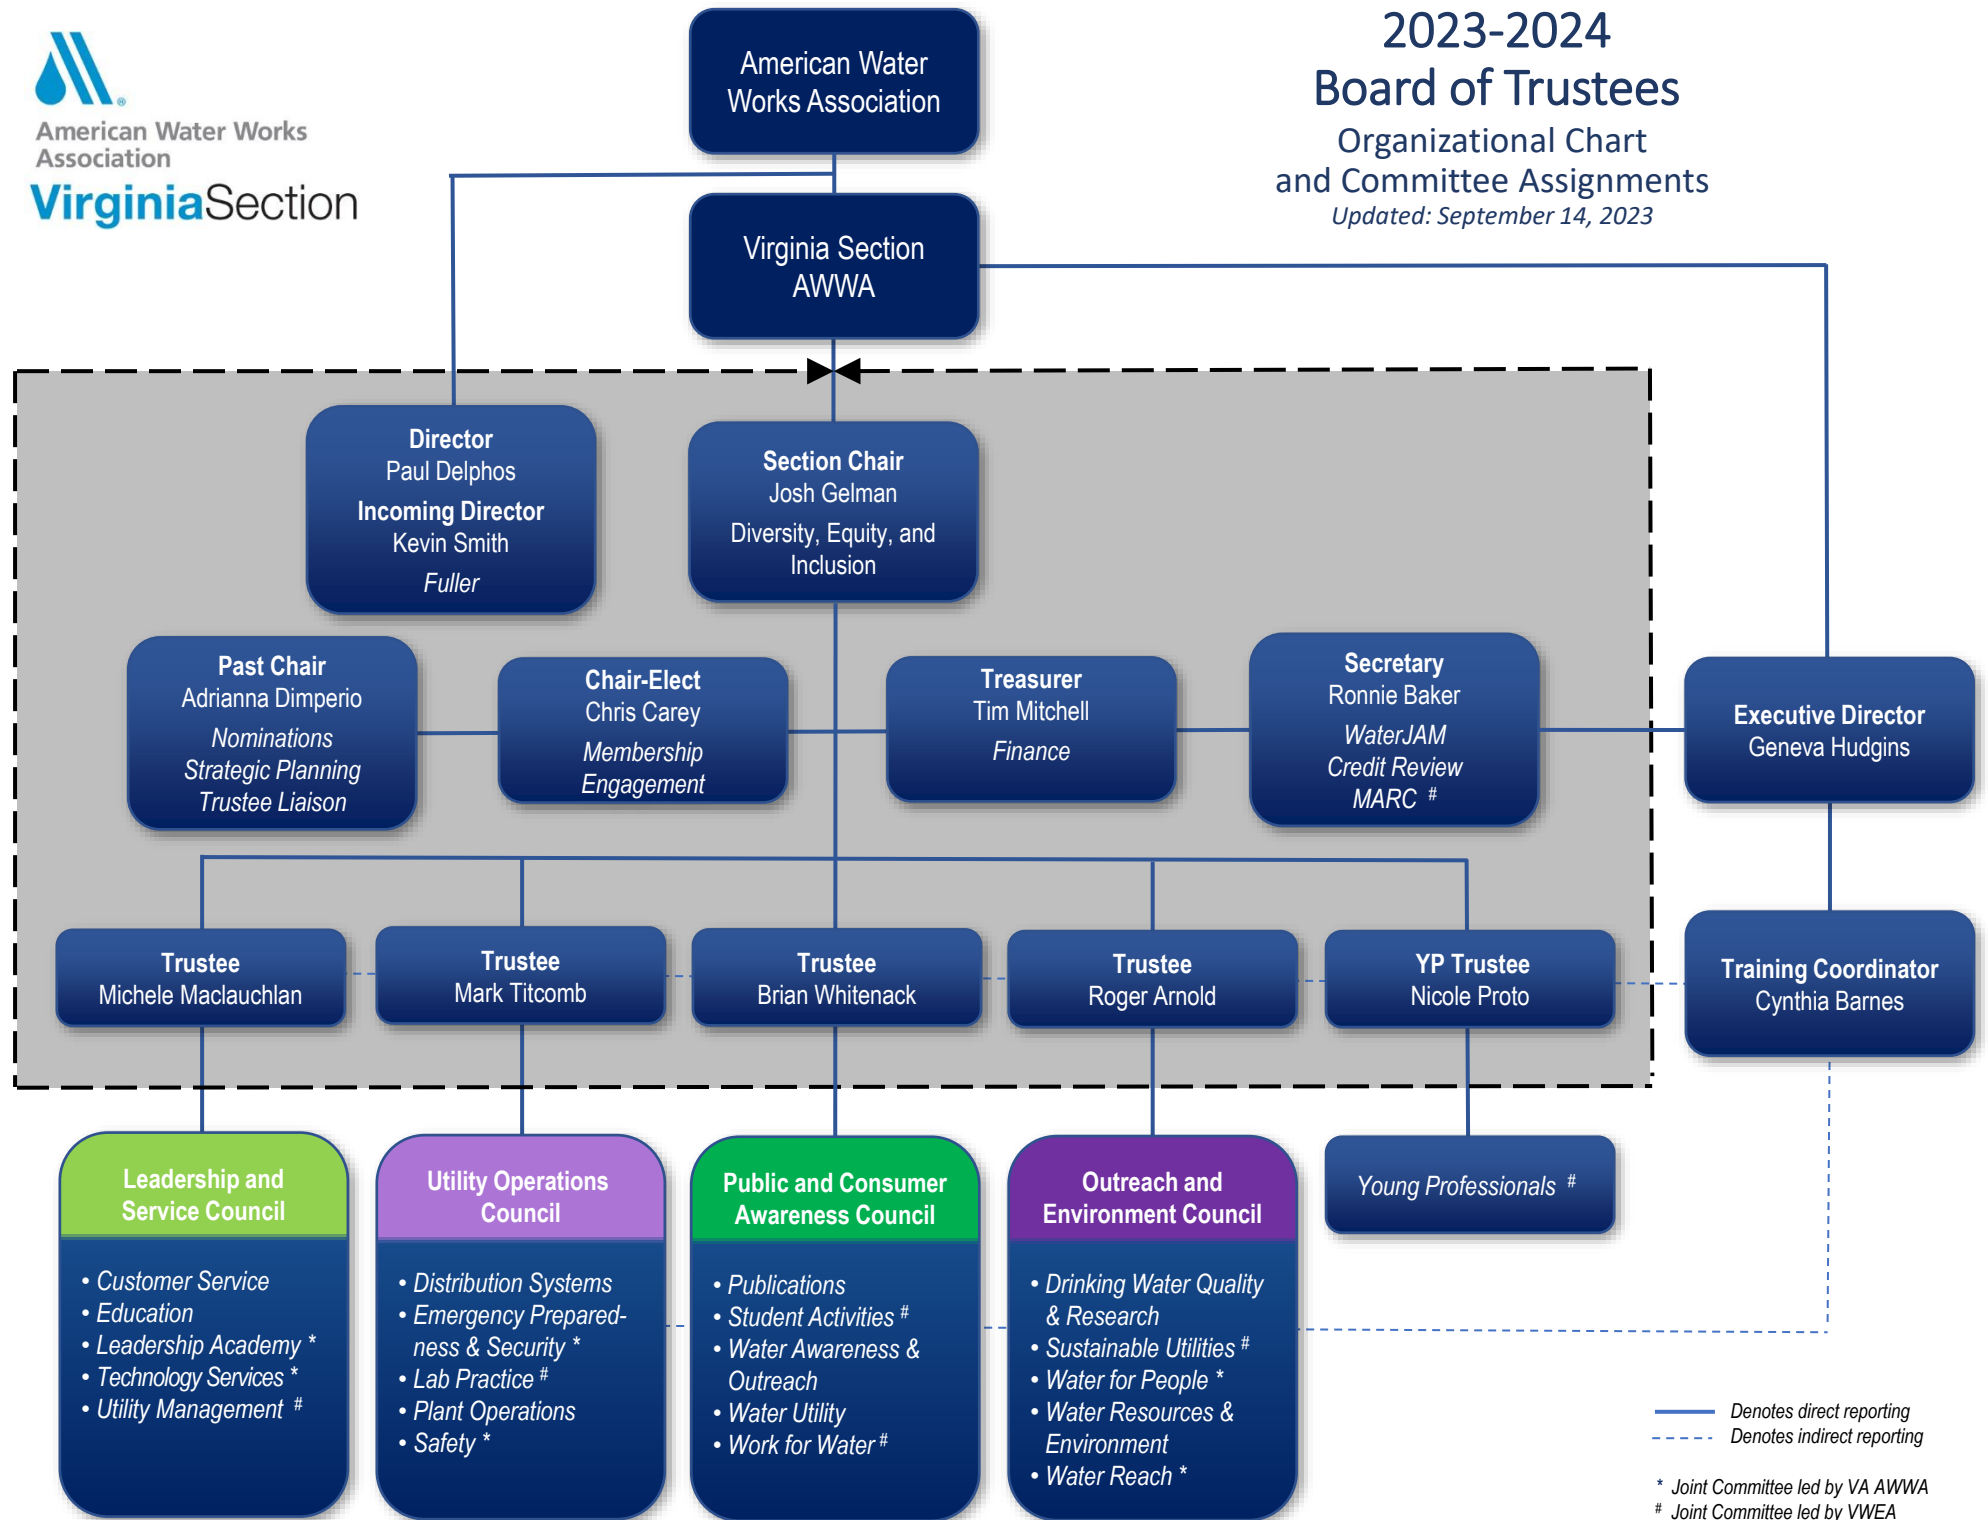 American Water Works
Association
VirginiaSection
2023-2024
Board of Trustees
Organizational Chart
and Committee Assignments
Updated: September 14, 2023
American Water
Works Association
Virginia Section
AWWA
Director
Paul Delphos
Incoming Director
Kevin Smith
Fuller
Section Chair
Josh Gelman
Diversity, Equity, and
Inclusion
Past Chair
Adrianna Dimperio
Nominations
Strategic Planning
Trustee Liaison
Chair-Elect
Chris Carey
Membership
Engagement
Treasurer
Tim Mitchell
Finance
Secretary
Ronnie Baker
WaterJAM
Credit Review
MARC #
Executive Director
Geneva Hudgins
Trustee
Michele Maclauchlan
Trustee
Mark Titcomb
Trustee
Brian Whitenack
Trustee
Roger Arnold
YP Trustee
Nicole Proto
Training Coordinator
Cynthia Barnes
Leadership and
Service Council
• Customer Service
• Education
• Leadership Academy *
• Technology Services *
• Utility Management #
Utility Operations
Council
• Distribution Systems
• Emergency Prepared-
ness & Security *
• Lab Practice #
• Plant Operations
• Safety *
Public and Consumer
Awareness Council
• Publications
• Student Activities #
• Water Awareness &
Outreach
• Water Utility
• Work for Water #
Outreach and
Environment Council
• Drinking Water Quality
& Research
• Sustainable Utilities #
• Water for People *
• Water Resources &
Environment
• Water Reach *
Young Professionals #
Denotes direct reporting
Denotes indirect reporting
* Joint Committee led by VA AWWA
# Joint Committee led by VWEA